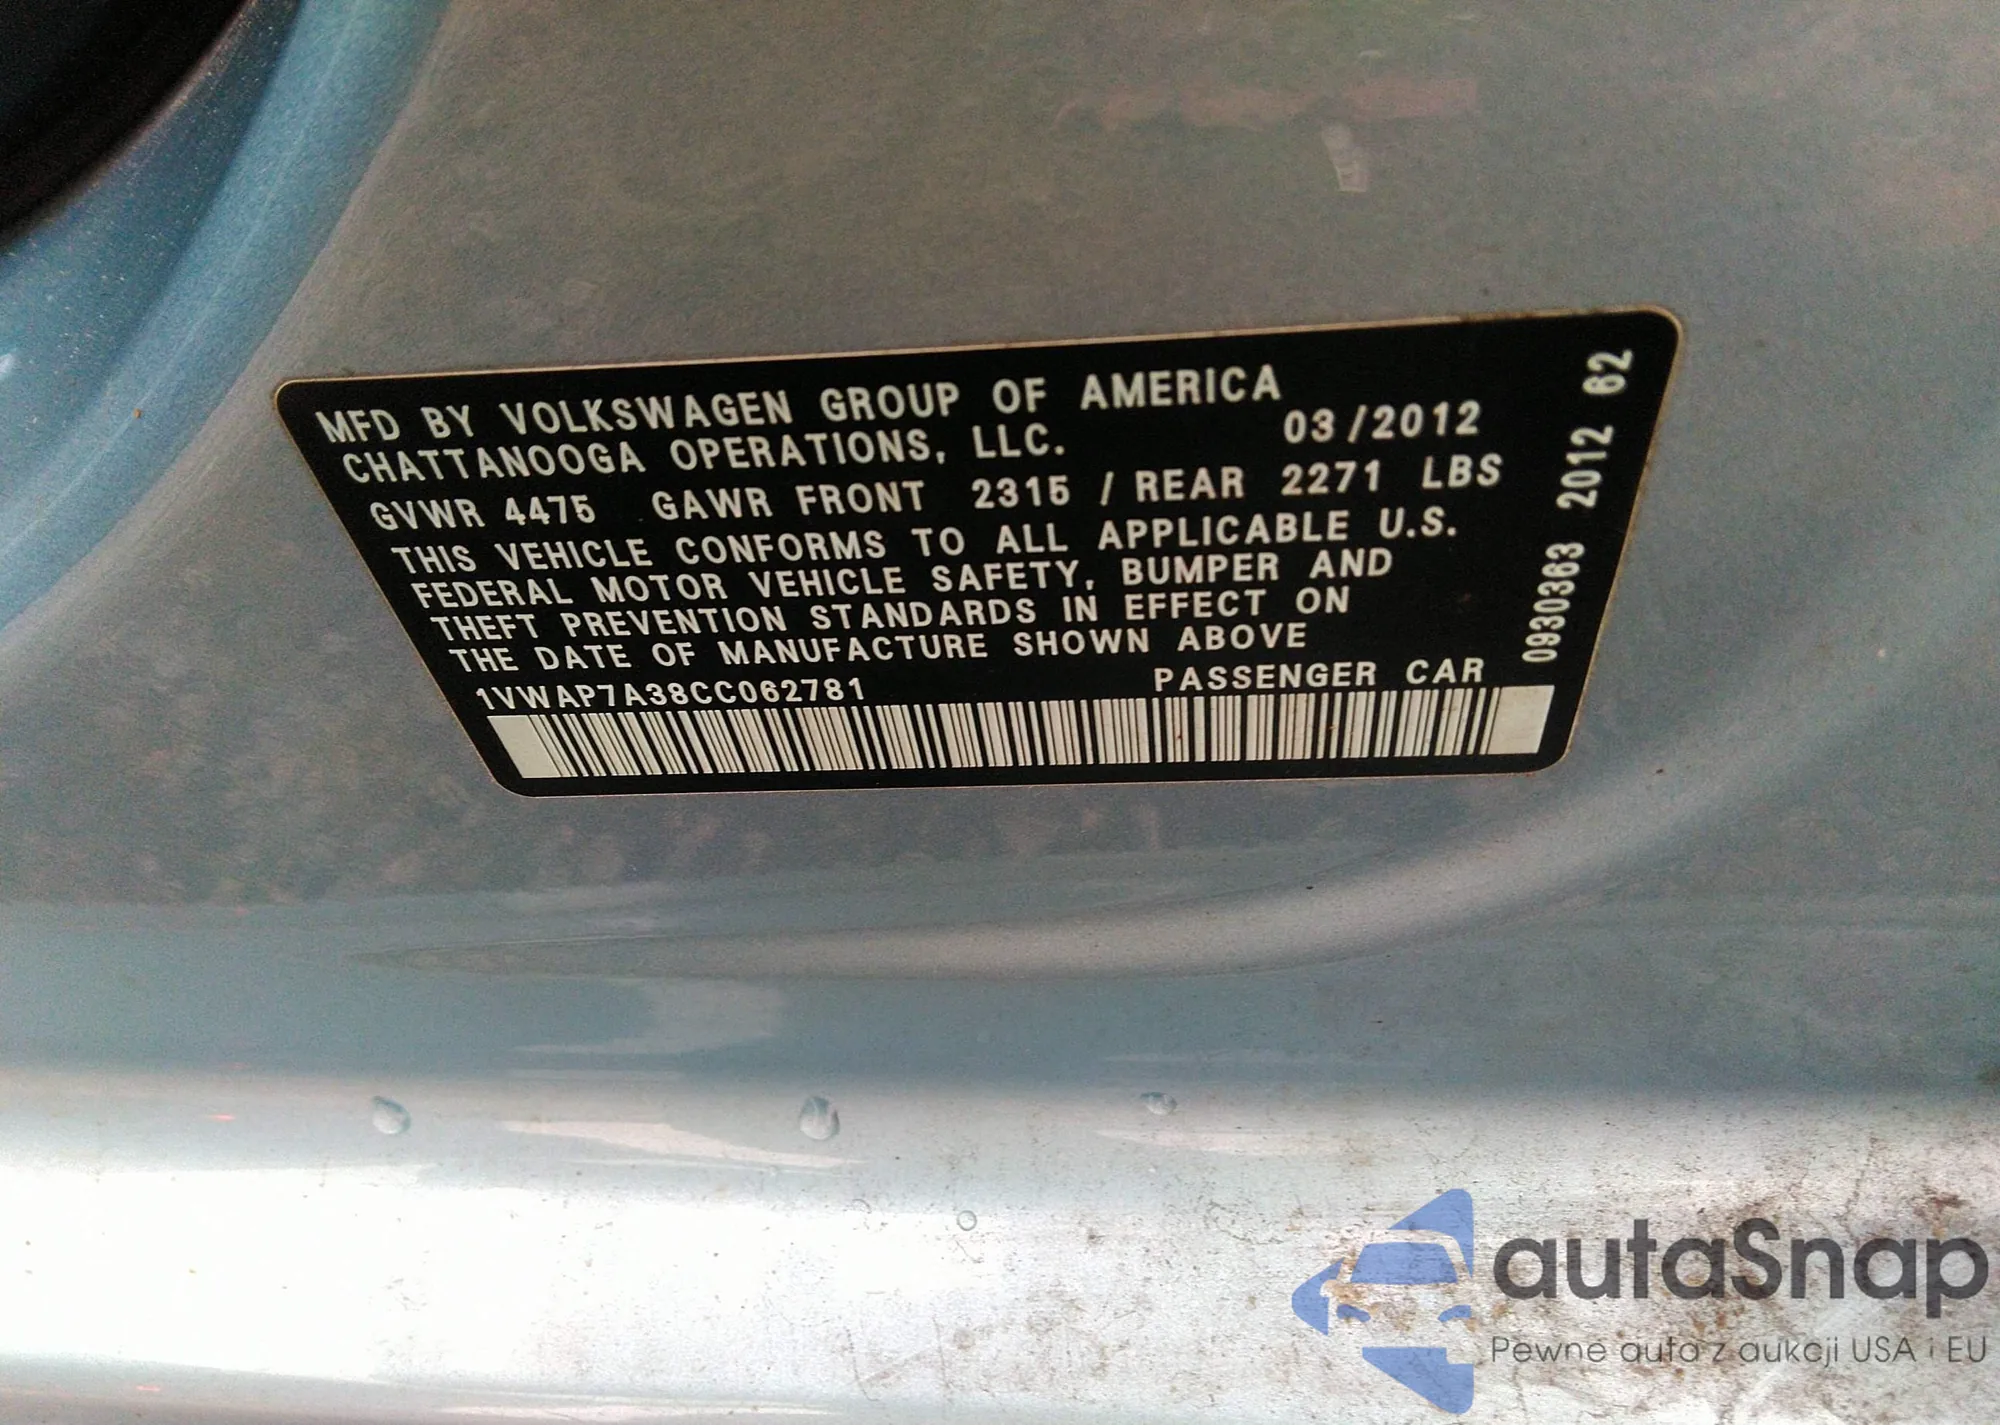 MFD BY VOLKSWAGEN GROUP OF AMERICA
CHATTANOOGA OPERATIONS, LLC. 03/2012
GVWR 4475 GAWR FRONT 2315 / REAR 2271 LBS
THIS VEHICLE CONFORMS TO ALL APPLICABLE U.S.
FEDERAL MOTOR VEHICLE SAFETY, BUMPER AND
THEFT PREVENTION STANDARDS IN EFFECT ON
THE DATE OF MANUFACTURE SHOWN ABOVE
1VWAP7A38CC062781 PASSENGER CAR
0930363 2012 62
autaSnap
Pewne auta z aukcji USA i EU